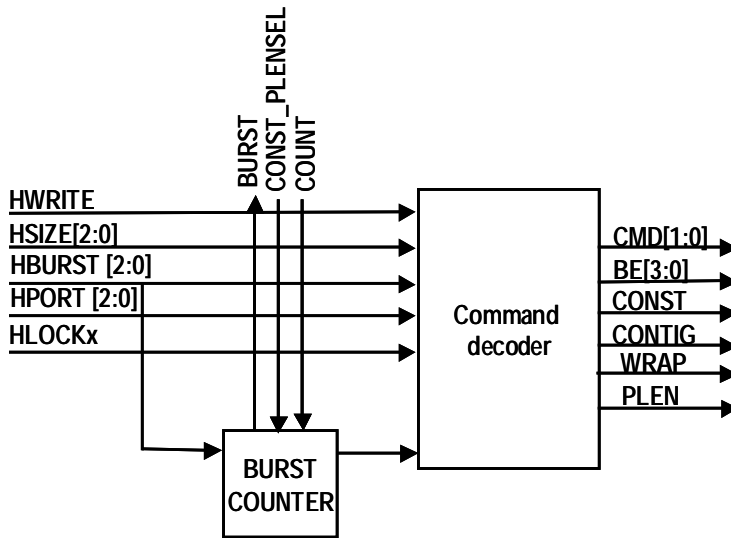 BURST
CONST_PLENSEL
COUNT
HWRITE
HSIZE[2:0]
HBURST [2:0]
HPORT [2:0]
HLOCKx
Command
decoder
CMD[1:0]
BE[3:0]
CONST
CONTIG
WRAP
PLEN
BURST
COUNTER